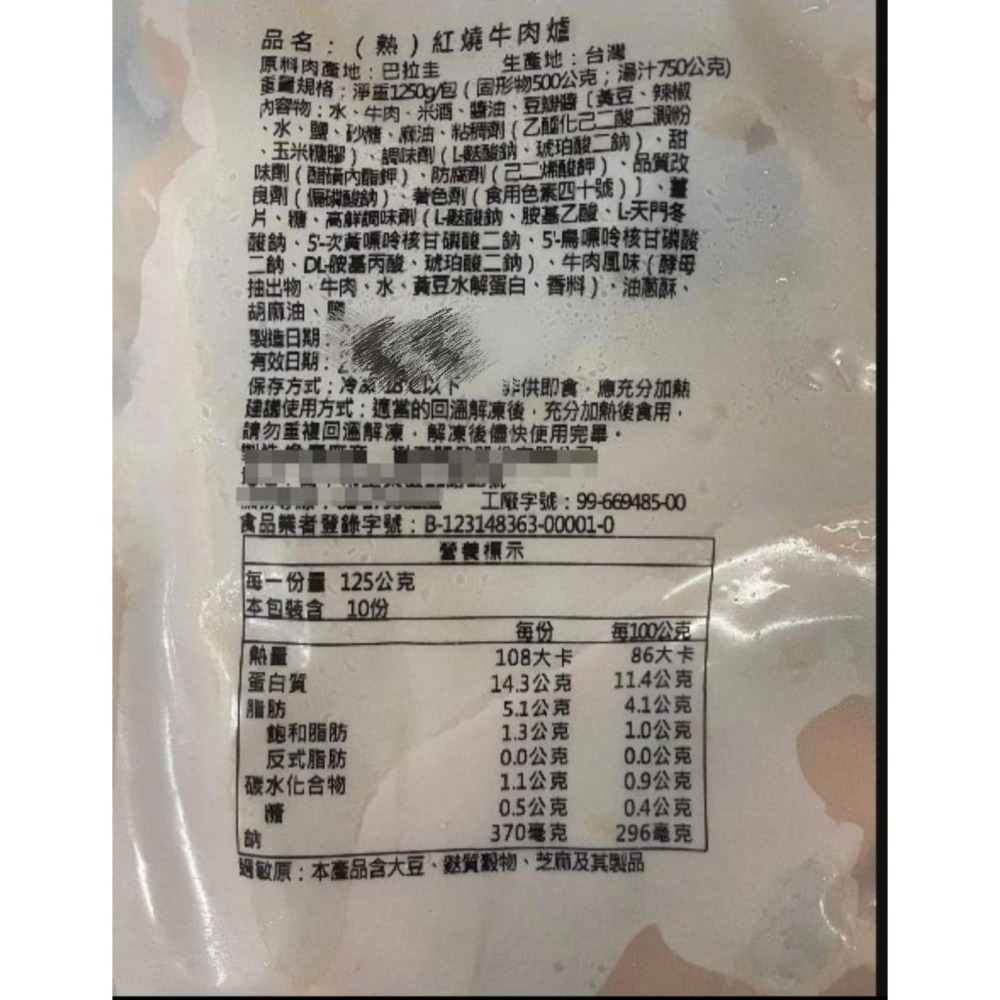 品名：（熟）紅燒牛肉爐
原料肉產地：巴拉圭 生產地：台灣
重量規格：淨重1250g/包（固形物500公克；湯汁750公克）
內容物：水、牛肉、米酒、醬油、豆瓣醬〔黃豆、辣椒
、水、鹽、砂糖、麻油、粘稠劑（乙醯化己二酸二澱粉
、玉米糖膠）、調味劑（L-麩酸鈉、琥珀酸二鈉）、甜
味劑（醋磺內酯鉀）、防腐劑（己二烯酸鉀）、品質改
良劑（偏磷酸鈉）、著色劑（食用色素四十號）〕、薑
片、糖、高鮮調味劑（L-麩酸鈉、胺基乙酸、L-天門冬
酸鈉、5'-次黃嘌呤核甘磷酸二鈉、5'-鳥嘌呤核甘磷酸
二鈉、DL-胺基丙酸、琥珀酸二鈉）、牛肉風味（酵母
抽出物、牛肉、水、黃豆水解蛋白、香料）、油蔥酥、
胡麻油、鹽
製造日期：
有效日期：
保存方式：冷凍-18℃以下 非供即食，應充分加熱
建議使用方式：適當的回溫解凍後，充分加熱後食用，
請勿重複回溫解凍，解凍後儘快使用完畢。
工廠字號：99-669485-00
食品業者登錄字號：B-123148363-00001-0
營養標示
每一份量 125公克
本包裝含 10份
每份 每100公克
熱量 108大卡 86大卡
蛋白質 14.3公克 11.4公克
脂肪 5.1公克 4.1公克
飽和脂肪 1.3公克 1.0公克
反式脂肪 0.0公克 0.0公克
碳水化合物 1.1公克 0.9公克
糖 0.5公克 0.4公克
鈉 370毫克 296毫克
過敏原：本產品含大豆、麩質穀物、芝麻及其製品